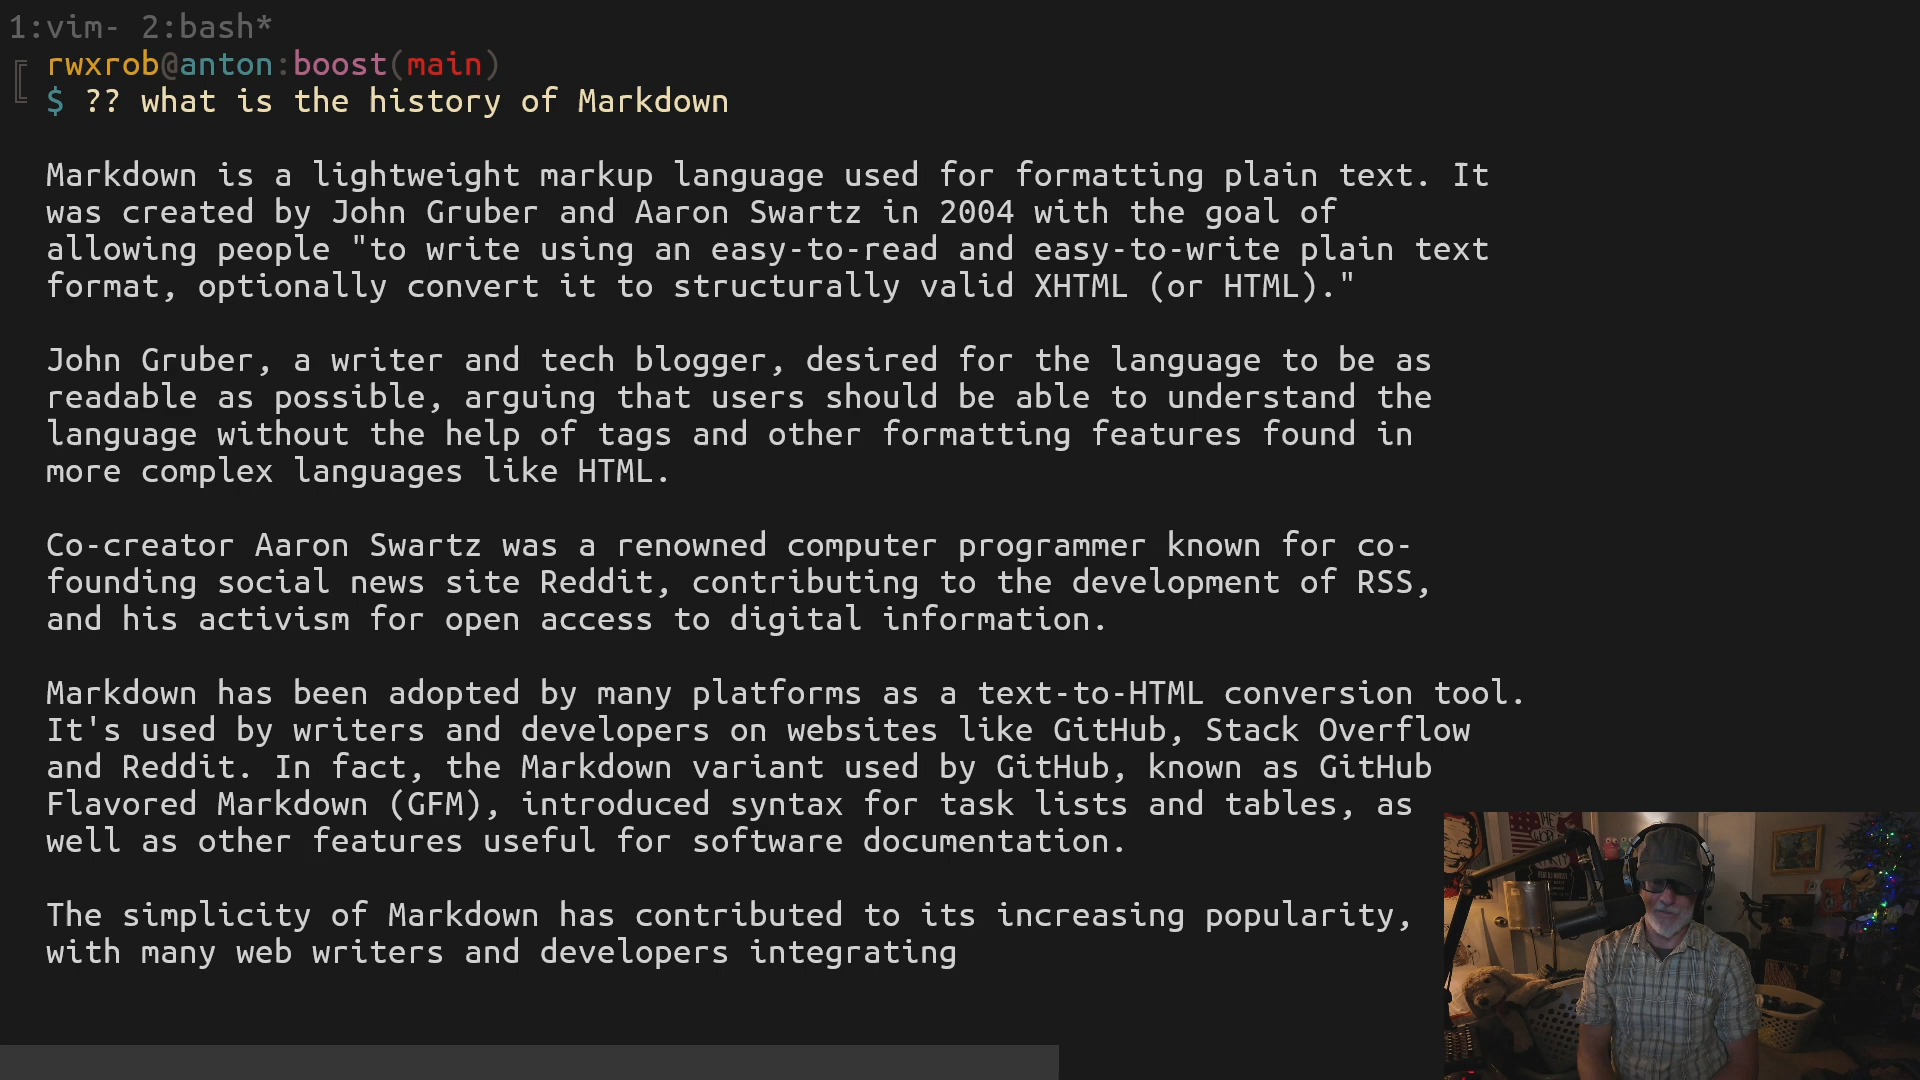 1:vim- 2:bash*
rwxrob@anton:boost(main)
$ ?? what is the history of Markdown
Markdown is a lightweight markup language used for formatting plain text. It
was created by John Gruber and Aaron Swartz in 2004 with the goal of
allowing people "to write using an easy-to-read and easy-to-write plain text
format, optionally convert it to structurally valid XHTML (or HTML)."
John Gruber, a writer and tech blogger, desired for the language to be as
readable as possible, arguing that users should be able to understand the
language without the help of tags and other formatting features found in
more complex languages like HTML.
Co-creator Aaron Swartz was a renowned computer programmer known for co-
founding social news site Reddit, contributing to the development of RSS,
and his activism for open access to digital information.
Markdown has been adopted by many platforms as a text-to-HTML conversion tool.
It's used by writers and developers on websites like GitHub, Stack Overflow
and Reddit. In fact, the Markdown variant used by GitHub, known as GitHub
Flavored Markdown (GFM), introduced syntax for task lists and tables, as
well as other features useful for software documentation.
The simplicity of Markdown has contributed to its increasing popularity,
with many web writers and developers integrating